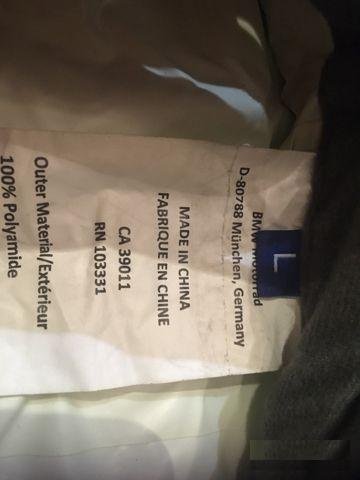 L
BMW Motorrad
D-80788 München, Germany
MADE IN CHINA
FABRIQUE EN CHINE
CA 39011
RN 103331
Outer Material/Extérieur
100% Polyamide